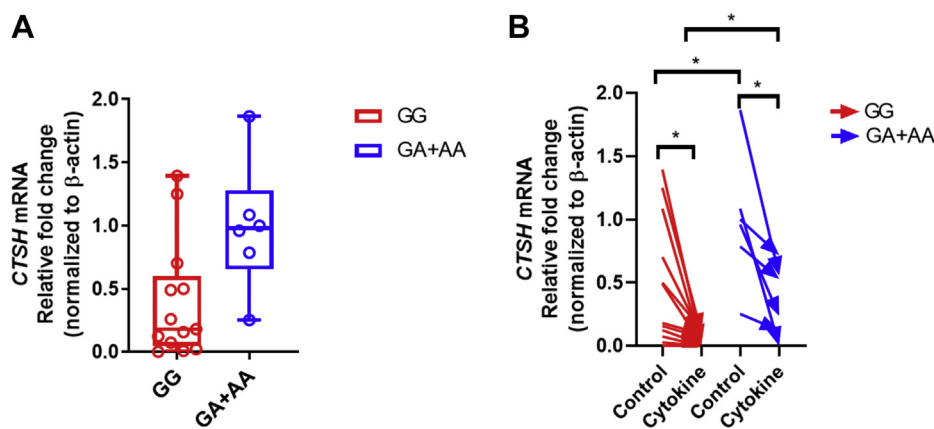 A
CTSH mRNA
Relative fold change
(normalized to β-actin)
2.0
1.5
1.0
0.5
0.0
GG
GA+AA
GG
GA+AA
B
*
*
*
*
CTSH mRNA
Relative fold change
(normalized to β-actin)
2.0
1.5
1.0
0.5
0.0
Control
Cytokine
Control
Cytokine
GG
GA+AA